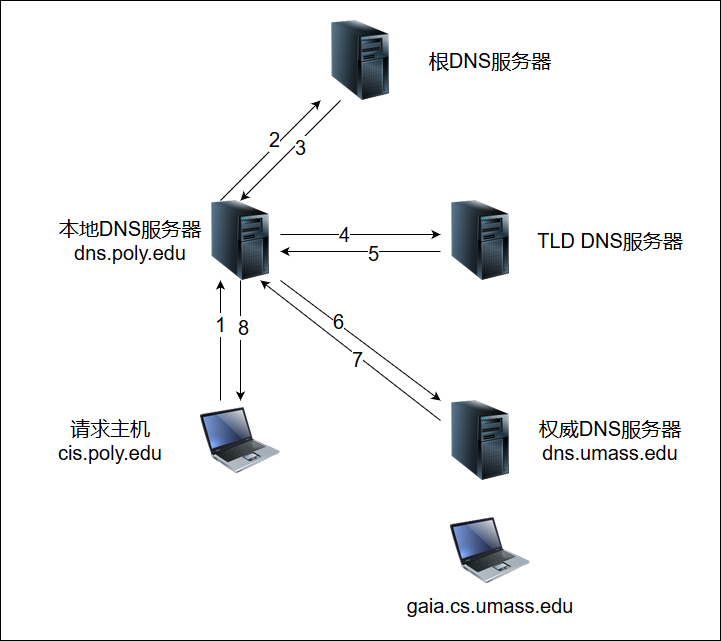 根DNS服务器
2
3
本地DNS服务器
dns.poly.edu
4
5
TLD DNS服务器
1
8
6
7
请求主机
cis.poly.edu
权威DNS服务器
dns.umass.edu
gaia.cs.umass.edu